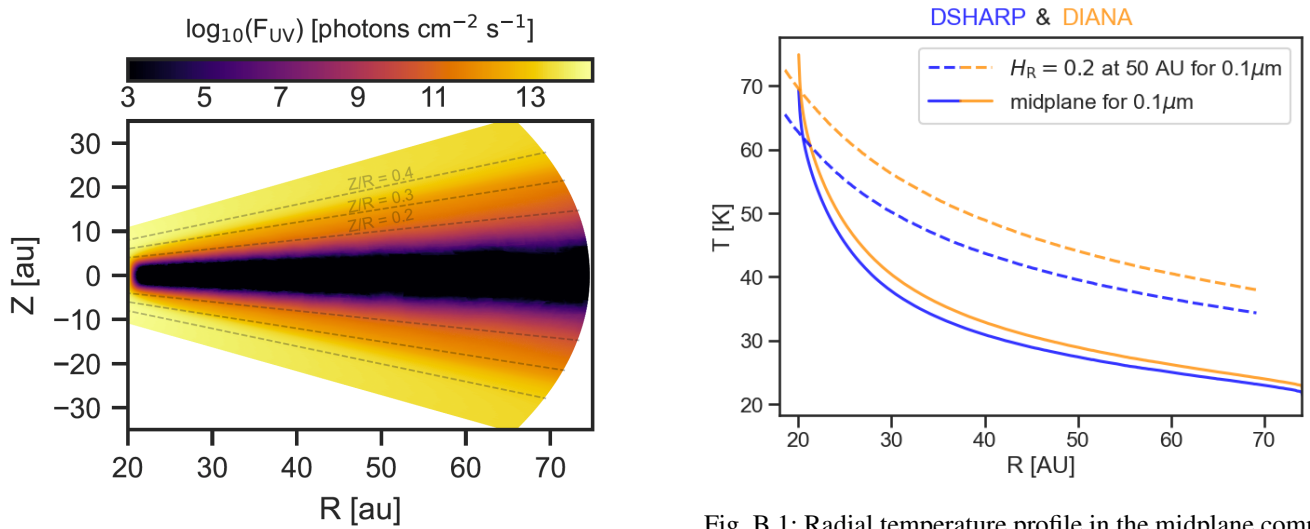 log₁₀(F_UV) [photons cm⁻² s⁻¹]
3 5 7 9 11 13
30
20
10
0
−10
−20
−30
Z [au]
Z/R = 0.4
Z/R = 0.3
Z/R = 0.2
20 30 40 50 60 70
R [au]
DSHARP & DIANA
H_R = 0.2 at 50 AU for 0.1μm
midplane for 0.1μm
70
60
50
40
30
20
T [K]
20 30 40 50 60 70
R [AU]
Fig. B.1: Radial temperature profile in the midplane com